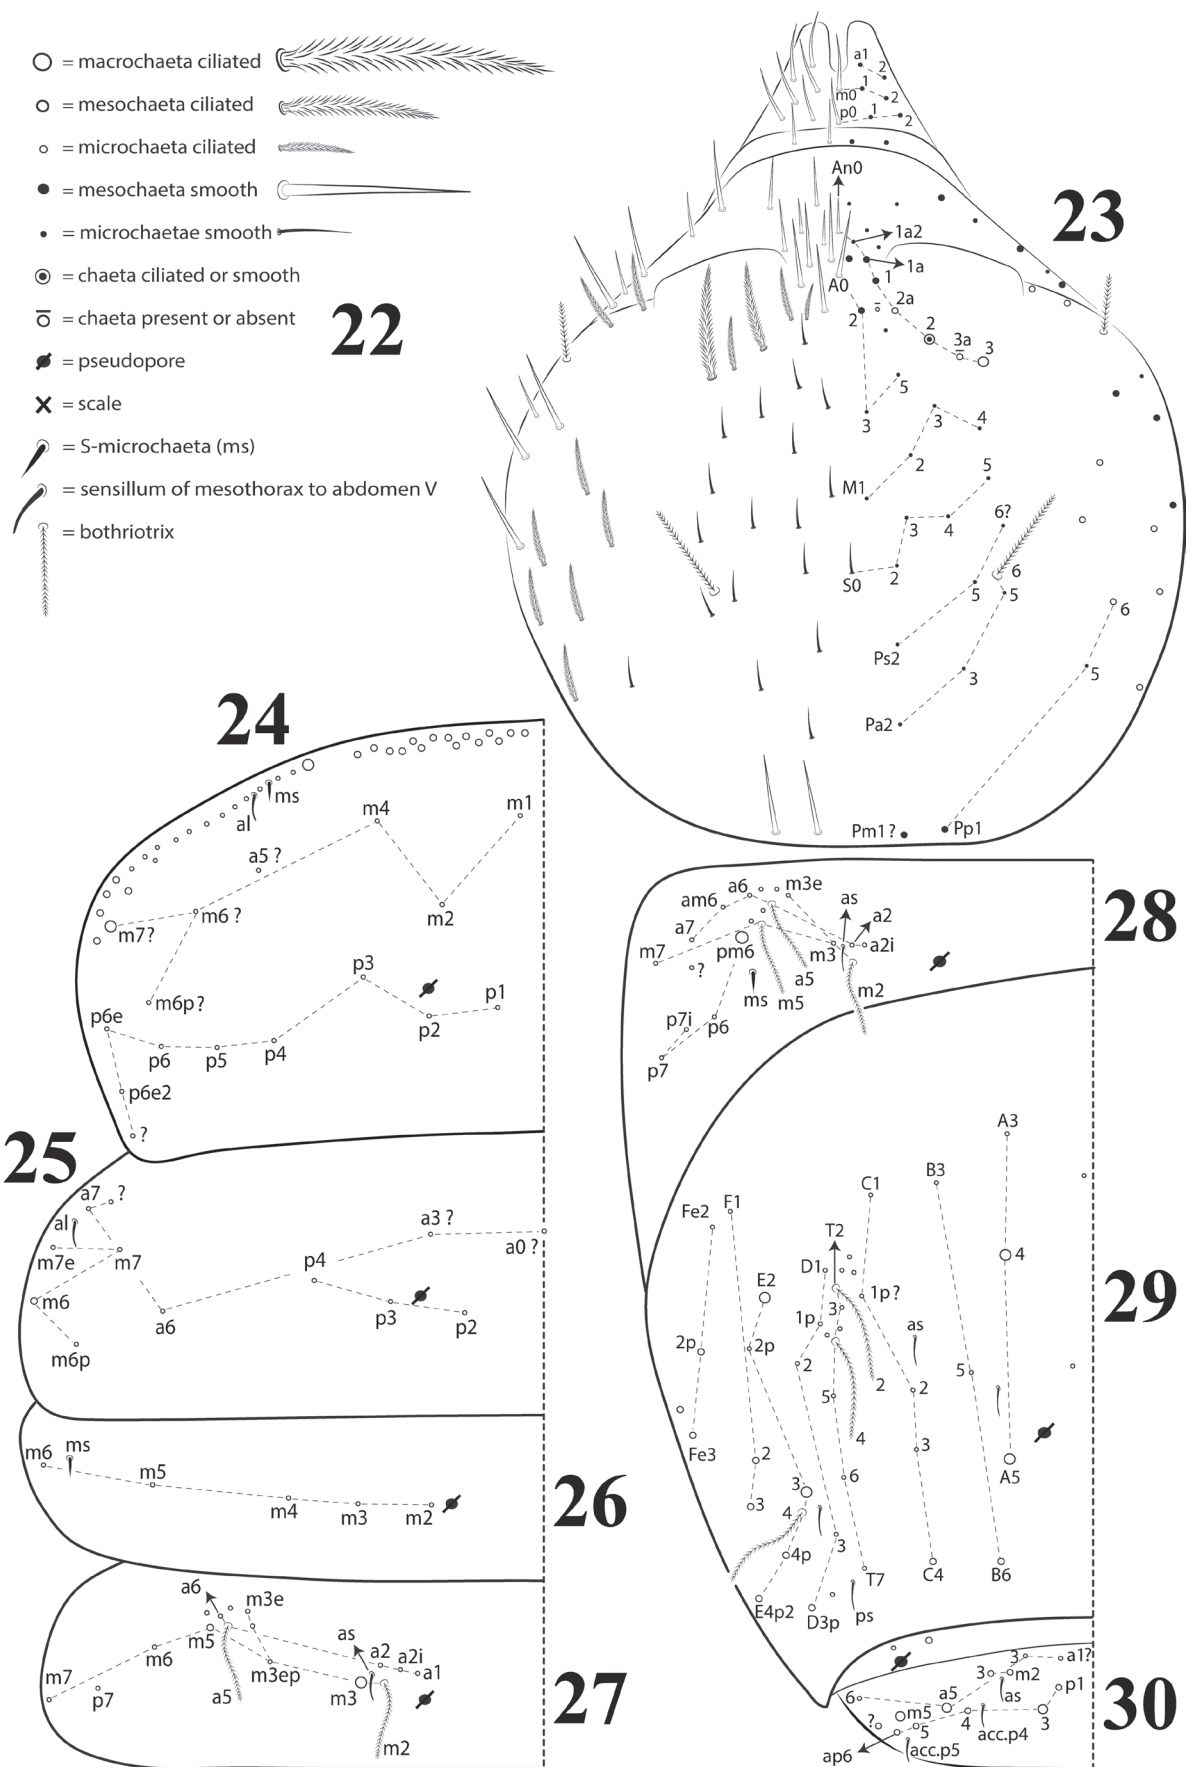 = macrochaeta ciliated
= mesochaeta ciliated
= microchaeta ciliated
= mesochaeta smooth
= microchaetae smooth
= chaeta ciliated or smooth
= chaeta present or absent
= pseudopore
= scale
= S-microchaeta (ms)
= sensillum of mesothorax to abdomen V
= bothriotrix
22
23
a1 2
m0 1 2
p0 1 2
An0
1a2
1a
A0 1
2a
2 2 3a 3
5
3 3 4
2 5
M1
3 4 6?
S0 2
5 6 5
6
Ps2
3 5
Pa2
Pm1? Pp1
24
ms
al
m4 m1
a5 ?
m6 ? m2
m7?
m6p?
p3
p1
p2
p6e
p6 p5 p4
p6e2
?
25
a7 ?
al
a3 ?
a0 ?
m7e m7
p4
m6
a6
p3 p2
m6p
26
m6 ms
m5
m4 m3 m2
27
a6 m3e
m5
as a2 a2i a1
m6
m3ep
m7
p7
a5
m3
m2
28
a6 m3e
am6
as a2
a7
a2i
m7
pm6 m3
?
a5
ms m5 m2
p7i p6
p7
29
A3
B3
C1
Fe2 F1
T2
D1
4
E2
1p?
3
1p
as
2p 2p
2 2 2 5
5
4
3
Fe3
2
6
A5
3 3
4
3
4p
T7 C4 B6
E4p2 D3p ps
30
3 a1?
3 m2
p1
6 a5 as
m5
? 5 4 3
acc.p4
ap6 acc.p5